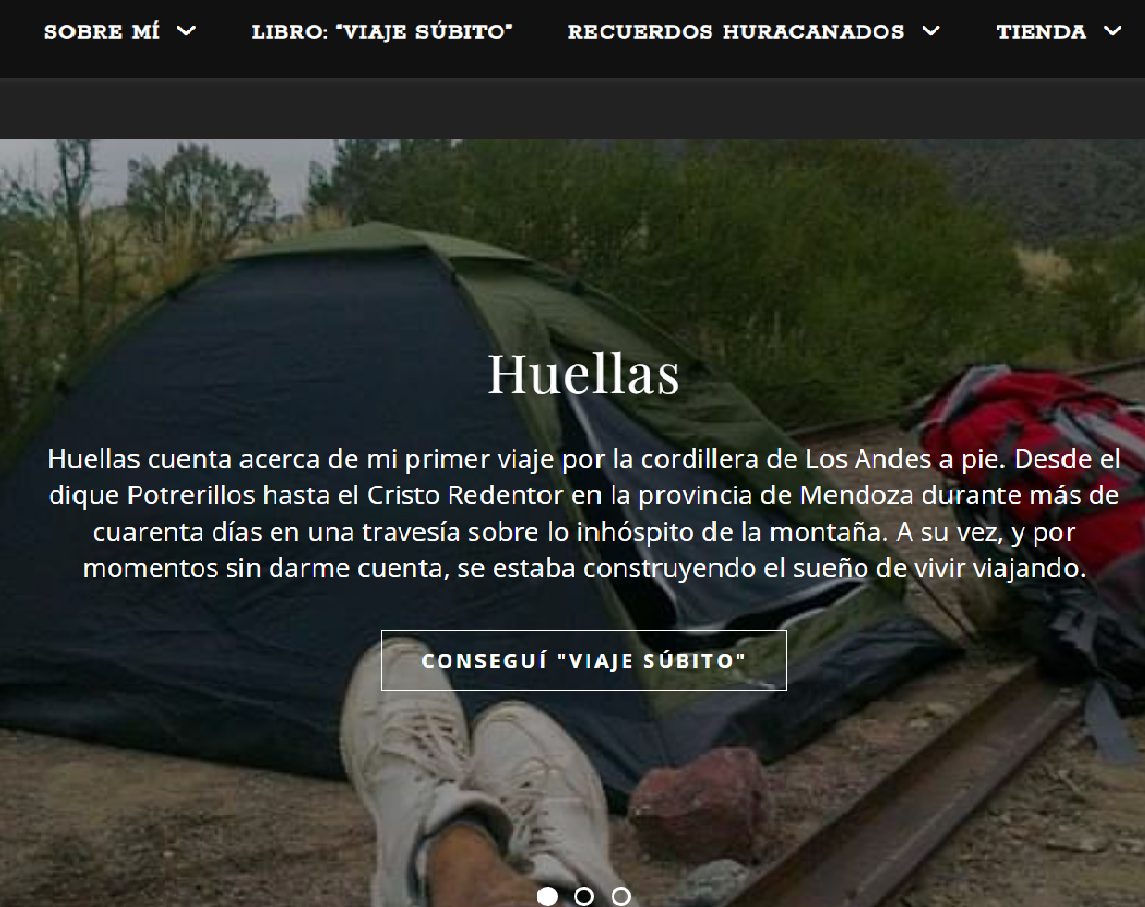 SOBRE MÍ LIBRO: "VIAJE SÚBITO" RECUERDOS HURACANADOS TIENDA
Huellas
Huellas cuenta acerca de mi primer viaje por la cordillera de Los Andes a pie. Desde el
dique Potrerillos hasta el Cristo Redentor en la provincia de Mendoza durante más de
cuarenta días en una travesía sobre lo inhóspito de la montaña. A su vez, y por
momentos sin darme cuenta, se estaba construyendo el sueño de vivir viajando.
CONSEGUÍ "VIAJE SÚBITO"